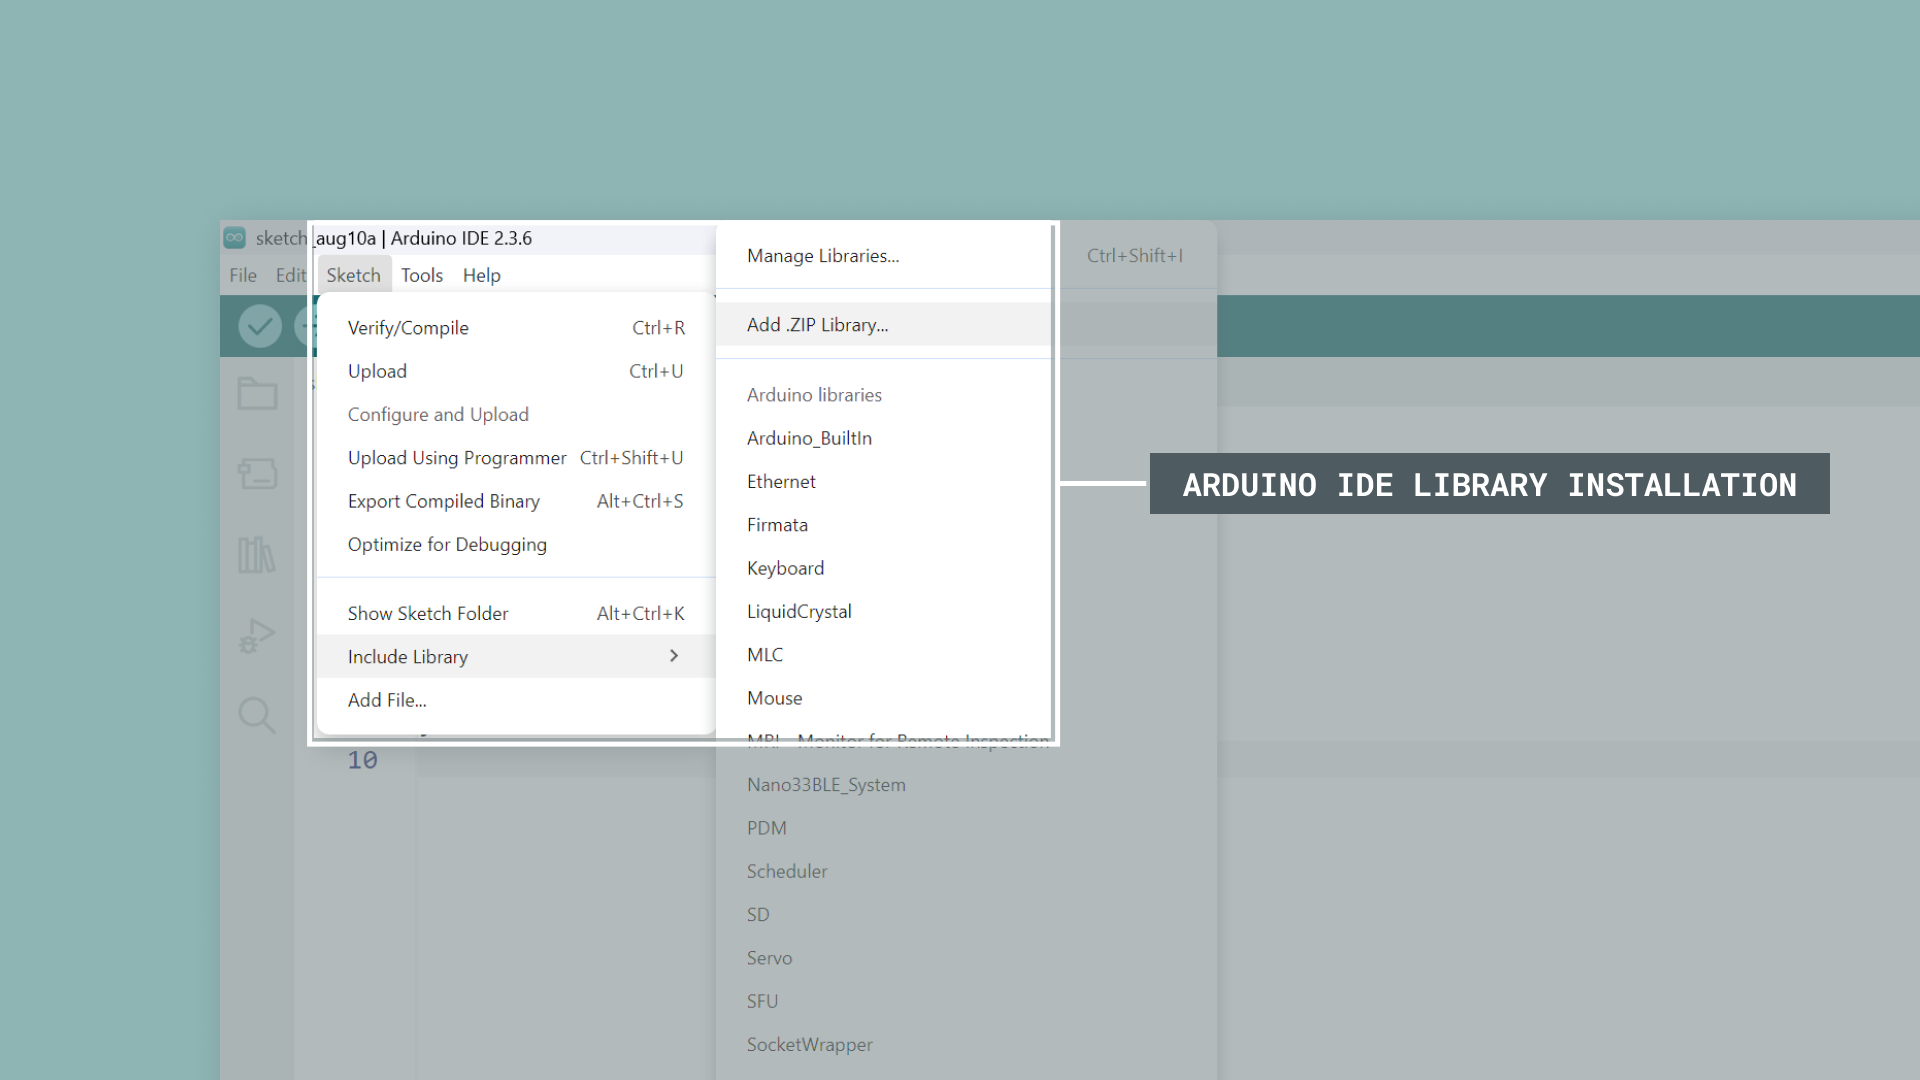 sketch_aug10a | Arduino IDE 2.3.6
File Edit Sketch Tools Help
Verify/Compile Ctrl+R
Upload Ctrl+U
Configure and Upload
Upload Using Programmer Ctrl+Shift+U
Export Compiled Binary Alt+Ctrl+S
Optimize for Debugging
Show Sketch Folder Alt+Ctrl+K
Include Library
Add File...
10
Manage Libraries... Ctrl+Shift+I
Add .ZIP Library...
Arduino libraries
Arduino_BuiltIn
Ethernet
Firmata
Keyboard
LiquidCrystal
MLC
Mouse
MRI - Monitor for Remote Inspection
Nano33BLE_System
PDM
Scheduler
SD
Servo
SFU
SocketWrapper
ARDUINO IDE LIBRARY INSTALLATION